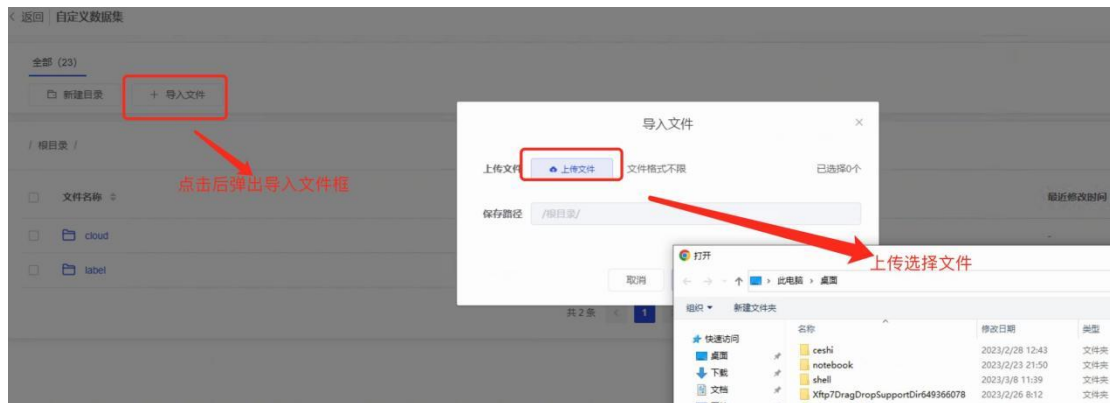 返回 自定义数据集
全部 (23)
新建目录 + 导入文件
/ 根目录 /
点击后弹出导入文件框
文件名称
最近修改时间
cloud
-
label
共 2 条 < 1
导入文件 ×
上传文件 上传文件 文件格式不限 已选择0个
保存路径 /根目录/
取消
上传选择文件
打开
此电脑 > 桌面
组织 新建文件夹
名称 修改日期 类型
快速访问
桌面
下载
文档
ceshi 2023/2/28 12:43 文件夹
notebook 2023/2/23 21:50 文件夹
shell 2023/3/8 11:39 文件夹
Xftp7DragDropSupportDir649366078 2023/2/26 8:12 文件夹